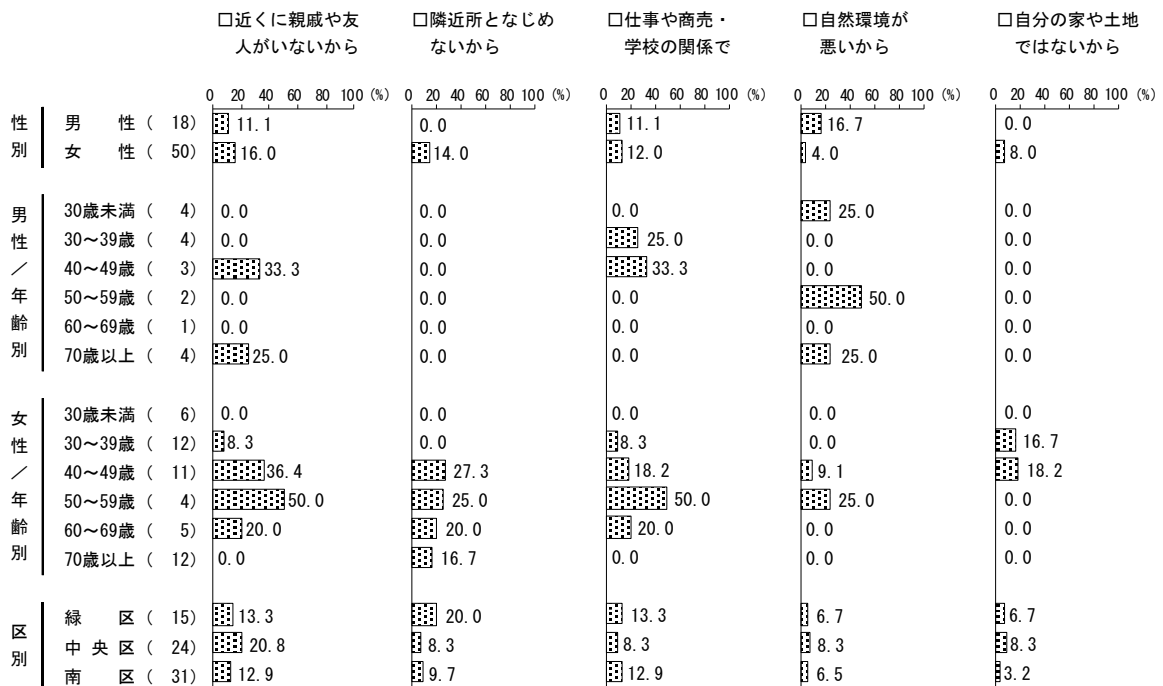 □近くに親戚や友人がいないから □隣近所となじめないから □仕事や商売・学校の関係で □自然環境が悪いから □自分の家や土地ではないから
0 20 40 60 80 100 (%) 0 20 40 60 80 100 (%) 0 20 40 60 80 100 (%) 0 20 40 60 80 100 (%) 0 20 40 60 80 100 (%)
性別
男性( 18) 11.1 0.0 11.1 16.7 0.0
女性( 50) 16.0 14.0 12.0 4.0 8.0
男性／年齢別
30歳未満( 4) 0.0 0.0 0.0 25.0 0.0
30～39歳( 4) 0.0 0.0 25.0 0.0 0.0
40～49歳( 3) 33.3 0.0 33.3 0.0 0.0
50～59歳( 2) 0.0 0.0 0.0 50.0 0.0
60～69歳( 1) 0.0 0.0 0.0 0.0 0.0
70歳以上( 4) 25.0 0.0 0.0 25.0 0.0
女性／年齢別
30歳未満( 6) 0.0 0.0 0.0 0.0 0.0
30～39歳( 12) 8.3 0.0 8.3 0.0 16.7
40～49歳( 11) 36.4 27.3 18.2 9.1 18.2
50～59歳( 4) 50.0 25.0 50.0 25.0 0.0
60～69歳( 5) 20.0 20.0 20.0 0.0 0.0
70歳以上( 12) 0.0 16.7 0.0 0.0 0.0
区別
緑区( 15) 13.3 20.0 13.3 6.7 6.7
中央区( 24) 20.8 8.3 8.3 8.3 8.3
南区( 31) 12.9 9.7 12.9 6.5 3.2